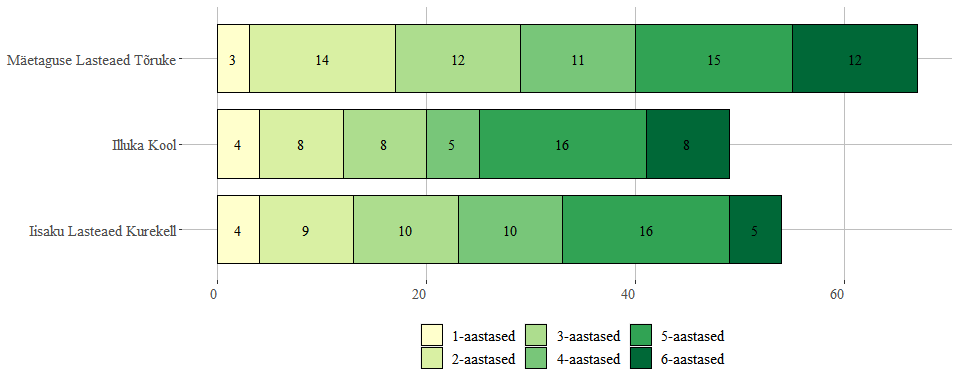 Mäetaguse Lasteaed Tõruke
3 14 12 11 15 12
Illuka Kool
4 8 8 5 16 8
Iisaku Lasteaed Kurekell
4 9 10 10 16 5
0 20 40 60
1-aastased 3-aastased 5-aastased
2-aastased 4-aastased 6-aastased